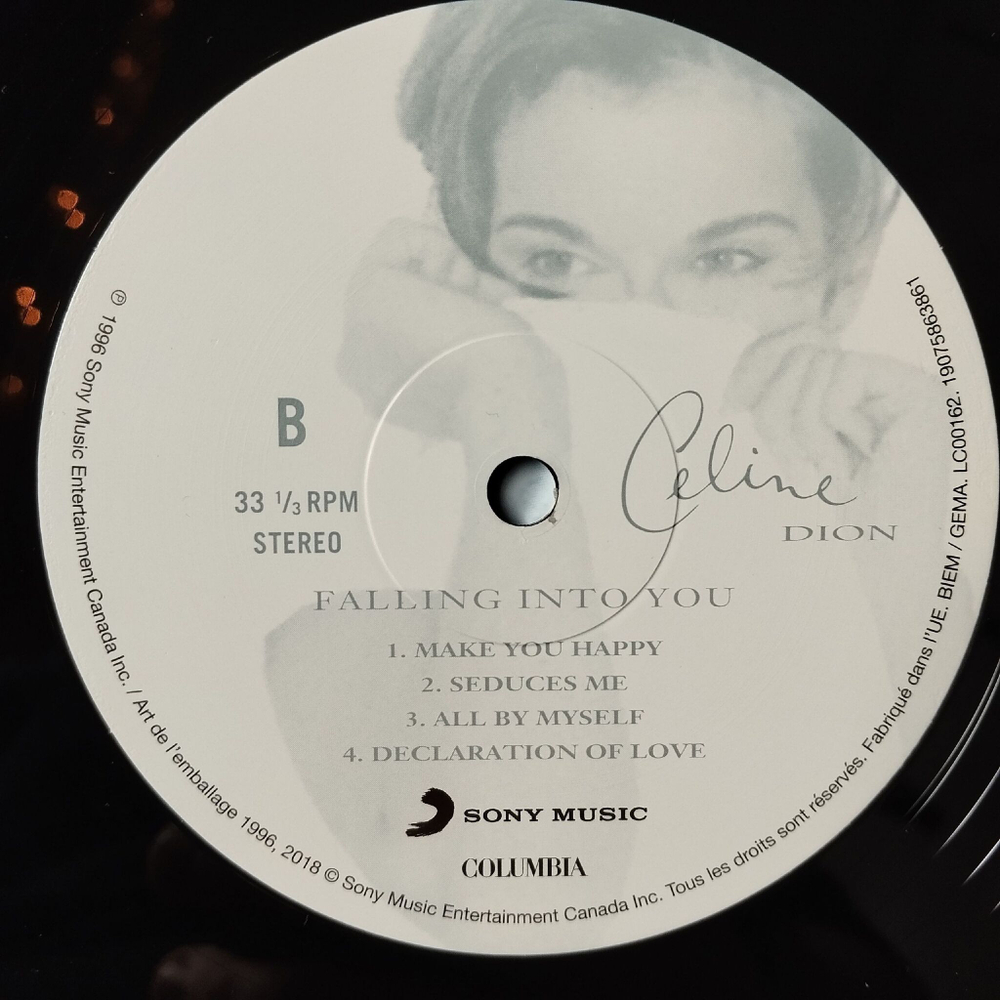 B
33 ⅓ RPM
STEREO
Celine
DION
FALLING INTO YOU
1. MAKE YOU HAPPY
2. SEDUCES ME
3. ALL BY MYSELF
4. DECLARATION OF LOVE
SONY MUSIC
COLUMBIA
℗ 1996 Sony Music Entertainment Canada Inc. / Art de l'emballage 1996, 2018 © Sony Music Entertainment Canada Inc. Tous les droits sont réservés. Fabriqué dans l'UE. BIEM / GEMA. LC00162. 19075863861